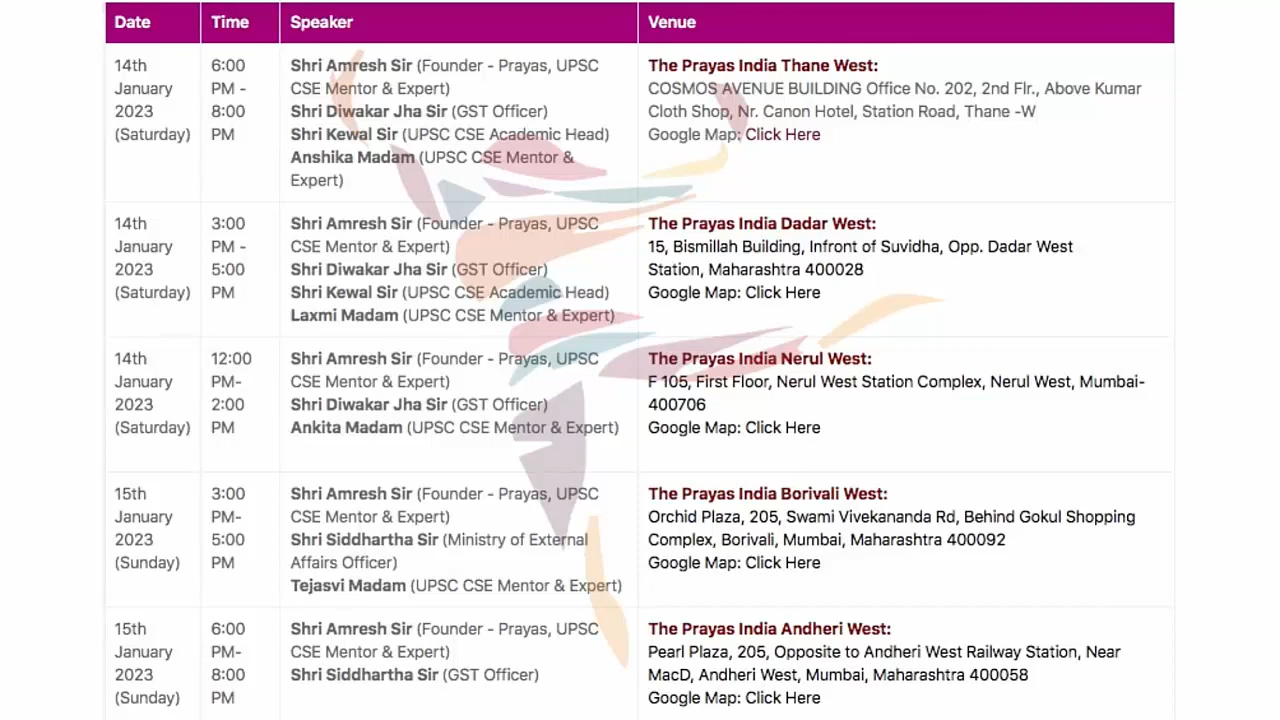 Date Time Speaker Venue
14th
January
2023
(Saturday)
6:00
PM -
8:00
PM
Shri Amresh Sir (Founder - Prayas, UPSC
CSE Mentor & Expert)
Shri Diwakar Jha Sir (GST Officer)
Shri Kewal Sir (UPSC CSE Academic Head)
Anshika Madam (UPSC CSE Mentor &
Expert)
The Prayas India Thane West:
COSMOS AVENUE BUILDING Office No. 202, 2nd Flr., Above Kumar
Cloth Shop, Nr. Canon Hotel, Station Road, Thane -W
Google Map: Click Here
14th
January
2023
(Saturday)
3:00
PM -
5:00
PM
Shri Amresh Sir (Founder - Prayas, UPSC
CSE Mentor & Expert)
Shri Diwakar Jha Sir (GST Officer)
Shri Kewal Sir (UPSC CSE Academic Head)
Laxmi Madam (UPSC CSE Mentor & Expert)
The Prayas India Dadar West:
15, Bismillah Building, Infront of Suvidha, Opp. Dadar West
Station, Maharashtra 400028
Google Map: Click Here
14th
January
2023
(Saturday)
12:00
PM-
2:00
PM
Shri Amresh Sir (Founder - Prayas, UPSC
CSE Mentor & Expert)
Shri Diwakar Jha Sir (GST Officer)
Ankita Madam (UPSC CSE Mentor & Expert)
The Prayas India Nerul West:
F 105, First Floor, Nerul West Station Complex, Nerul West, Mumbai-
400706
Google Map: Click Here
15th
January
2023
(Sunday)
3:00
PM-
5:00
PM
Shri Amresh Sir (Founder - Prayas, UPSC
CSE Mentor & Expert)
Shri Siddhartha Sir (Ministry of External
Affairs Officer)
Tejasvi Madam (UPSC CSE Mentor & Expert)
The Prayas India Borivali West:
Orchid Plaza, 205, Swami Vivekananda Rd, Behind Gokul Shopping
Complex, Borivali, Mumbai, Maharashtra 400092
Google Map: Click Here
15th
January
2023
(Sunday)
6:00
PM-
8:00
PM
Shri Amresh Sir (Founder - Prayas, UPSC
CSE Mentor & Expert)
Shri Siddhartha Sir (GST Officer)
The Prayas India Andheri West:
Pearl Plaza, 205, Opposite to Andheri West Railway Station, Near
MacD, Andheri West, Mumbai, Maharashtra 400058
Google Map: Click Here